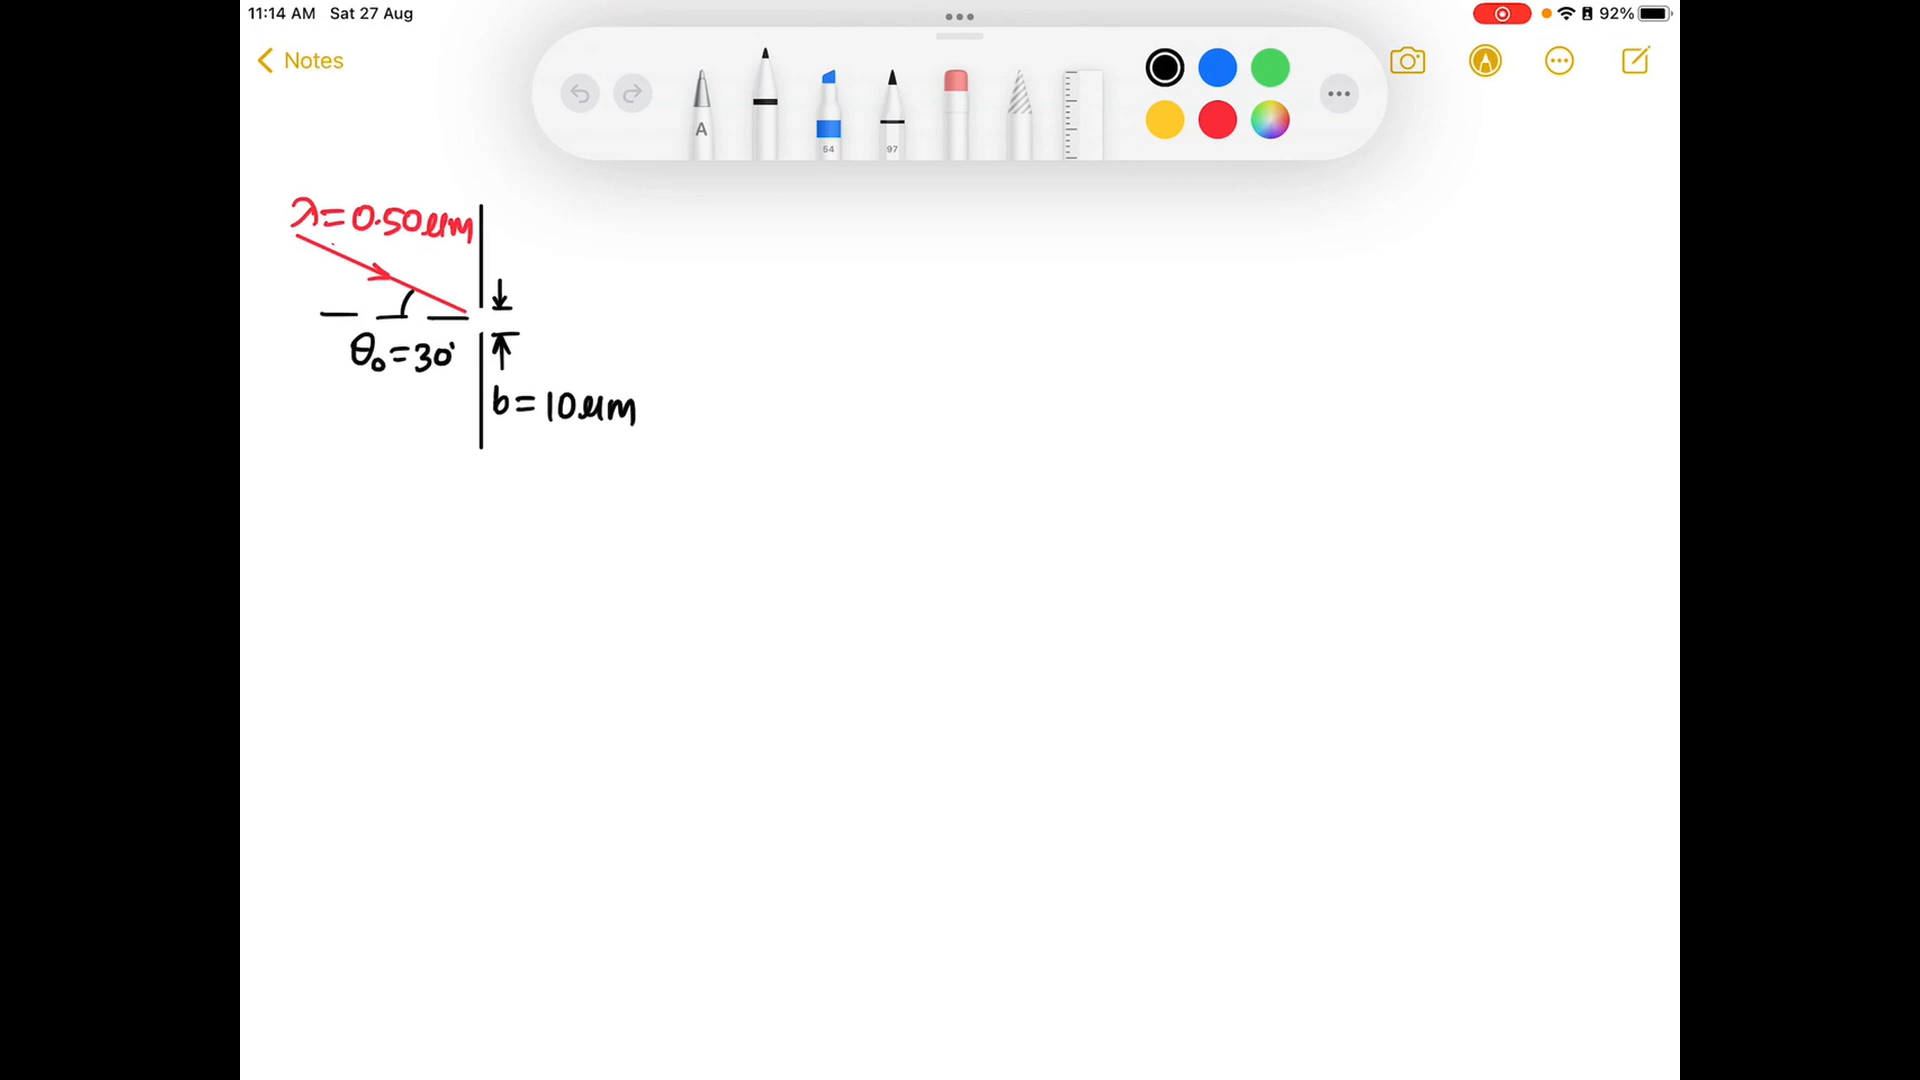 11:14 AM Sat 27 Aug
92%
Notes
A
54
97
λ=0.50μm
θ₀=30°
b=10μm